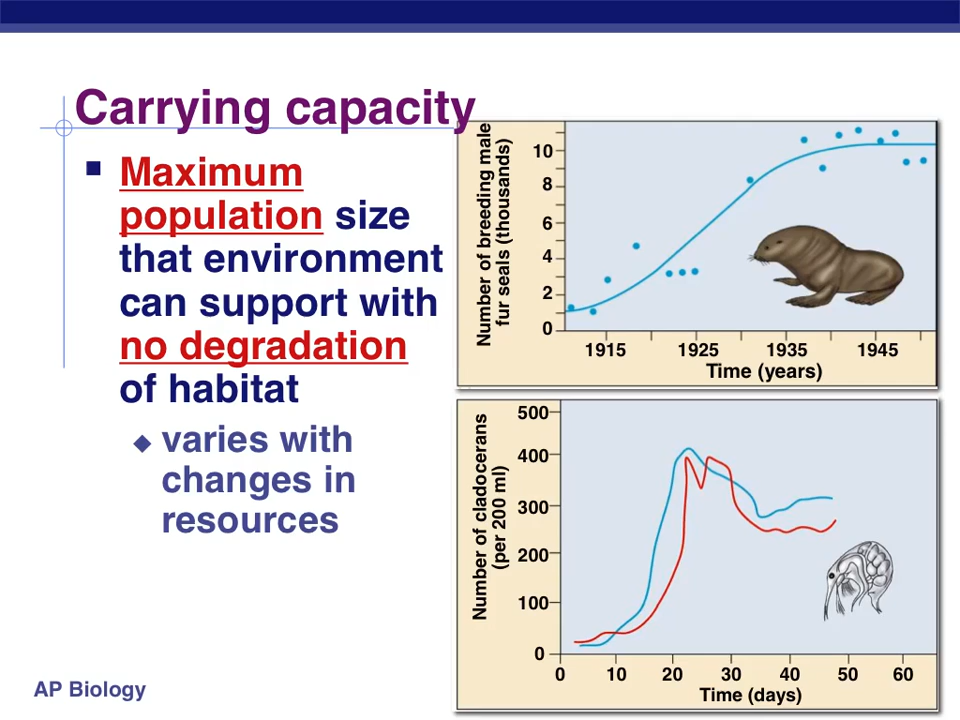 Carrying capacity
Maximum
population size
that environment
can support with
no degradation
of habitat
varies with
changes in
resources
Number of breeding male
fur seals (thousands)
10
8
6
4
2
0
1915 1925 1935 1945
Time (years)
Number of cladocerans
(per 200 ml)
500
400
300
200
100
0
0 10 20 30 40 50 60
Time (days)
AP Biology